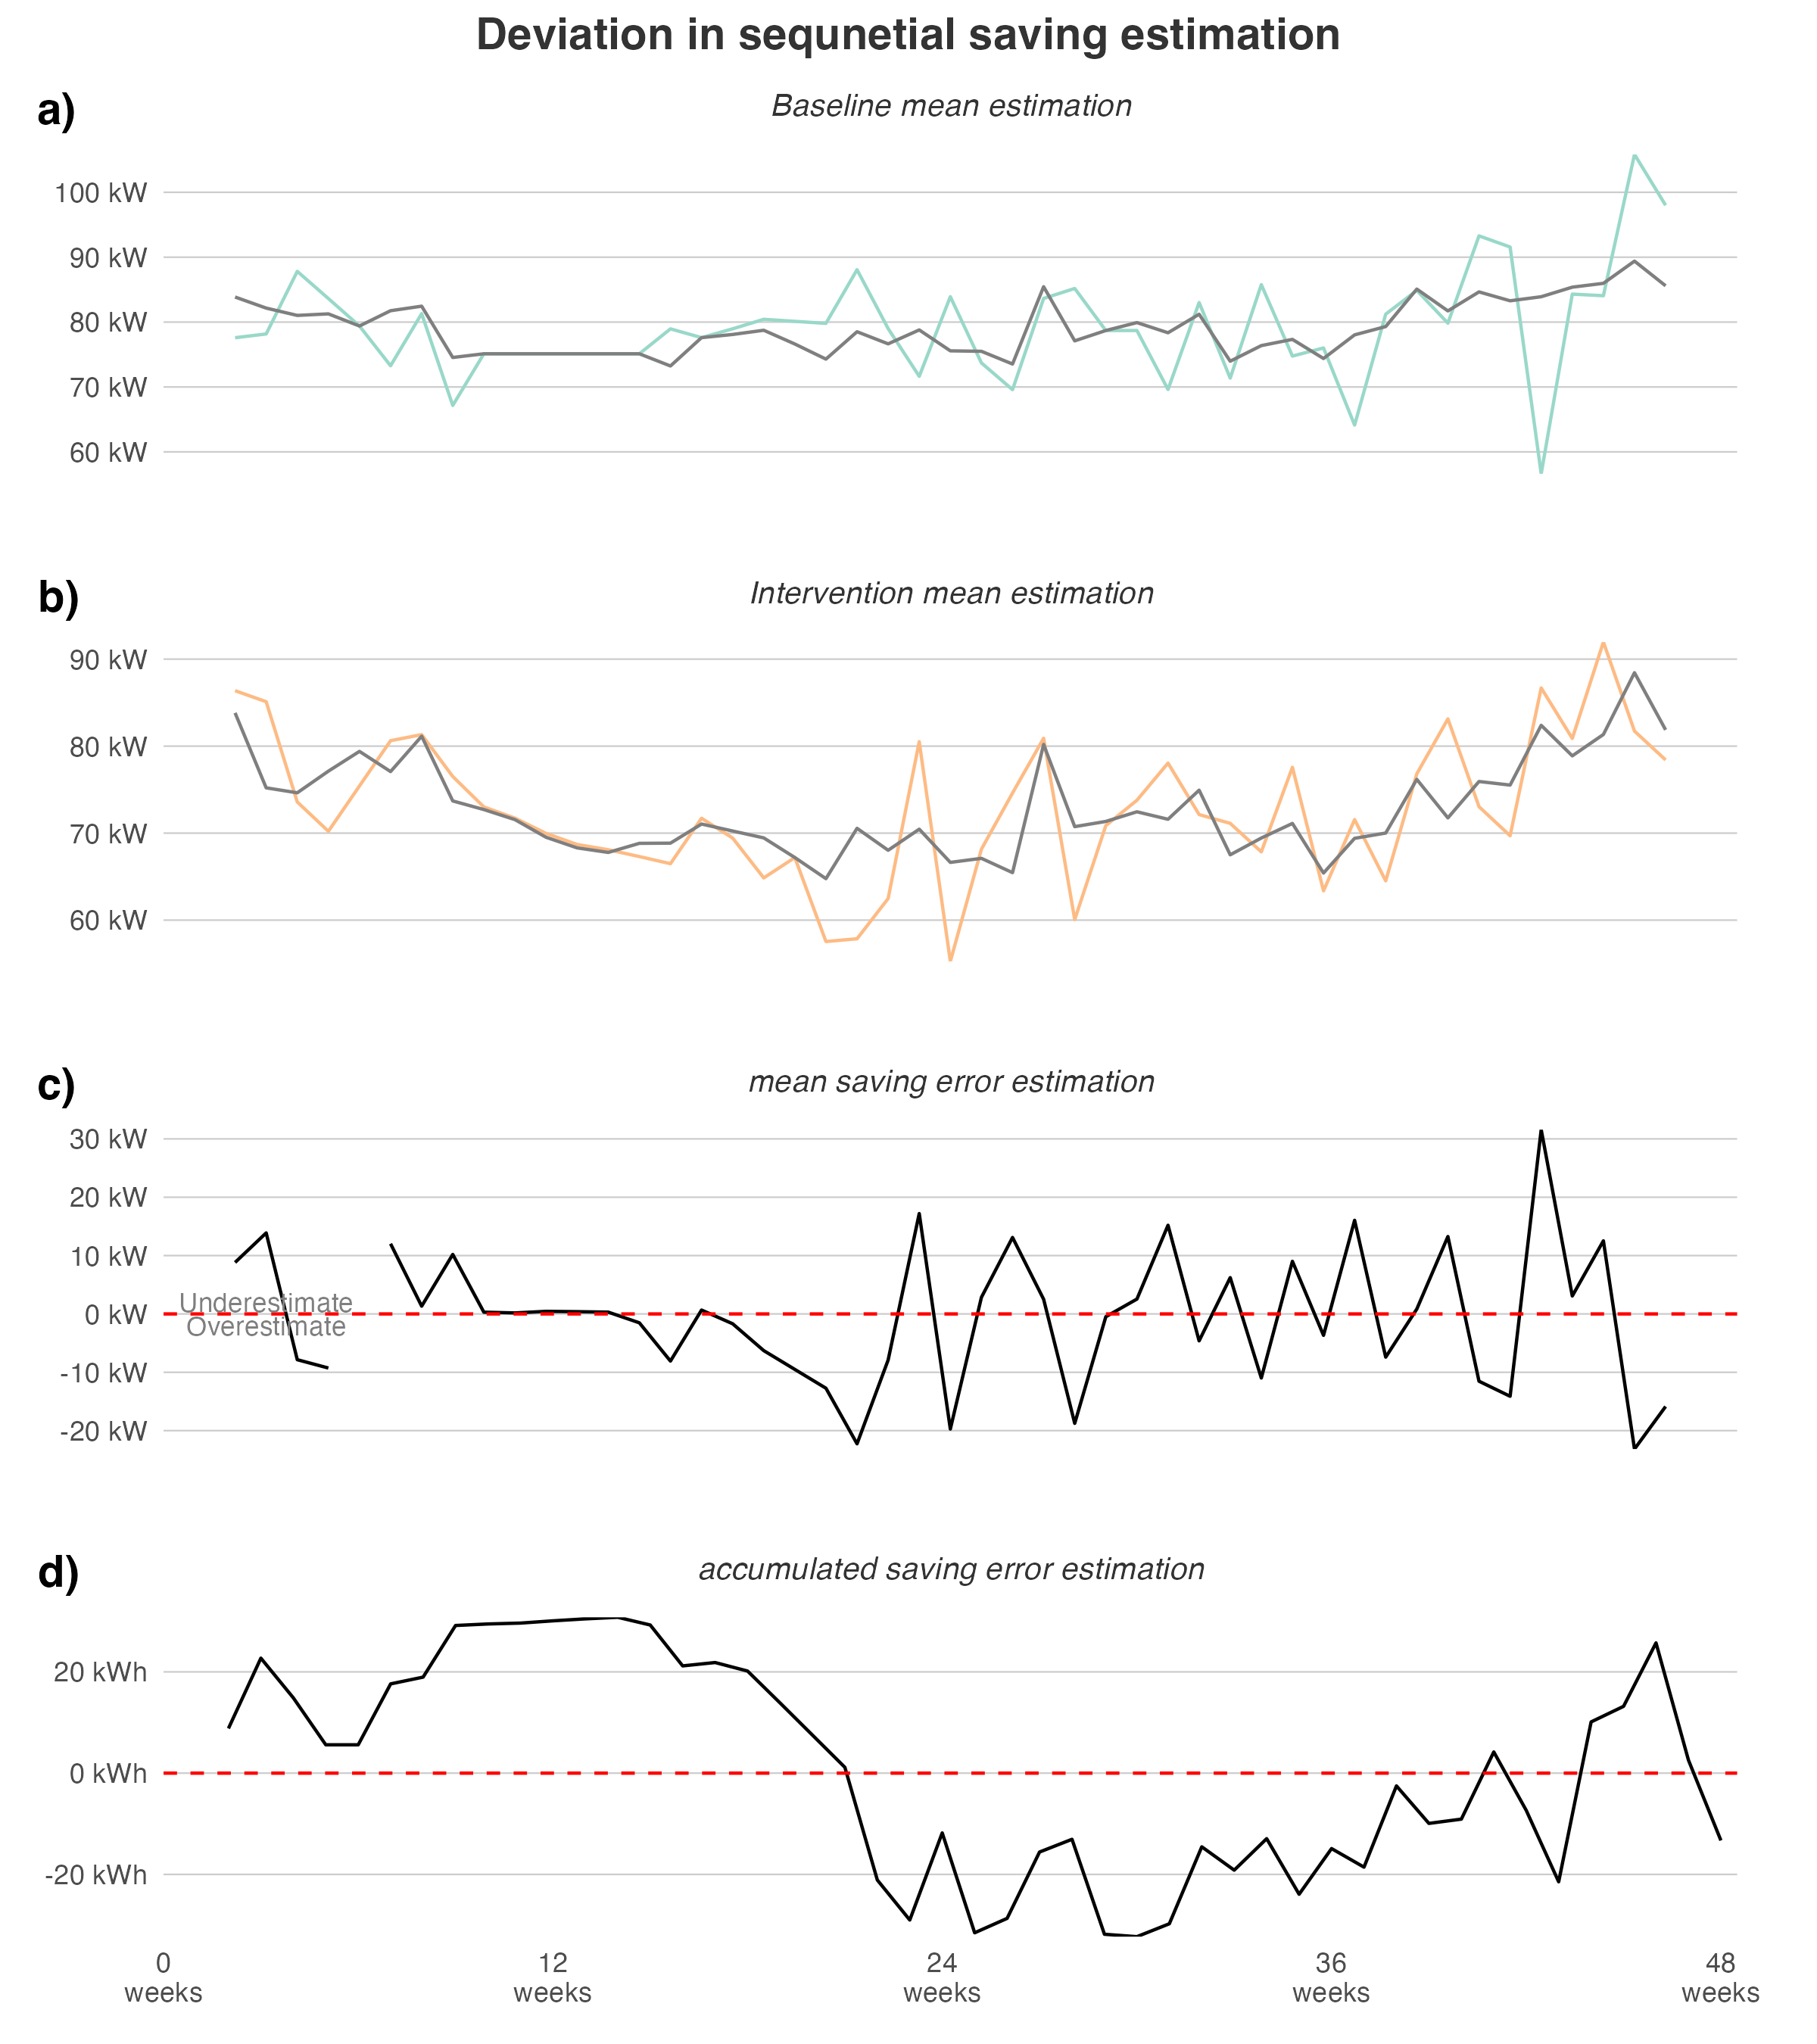 Deviation in sequnetial saving estimation
a)
Baseline mean estimation
100 kW
90 kW
80 kW
70 kW
60 kW
b)
Intervention mean estimation
90 kW
80 kW
70 kW
60 kW
c)
mean saving error estimation
30 kW
20 kW
10 kW
Underestimate
0 kW
Overestimate
-10 kW
-20 kW
d)
accumulated saving error estimation
20 kWh
0 kWh
-20 kWh
0 12 24 36 48
weeks weeks weeks weeks weeks